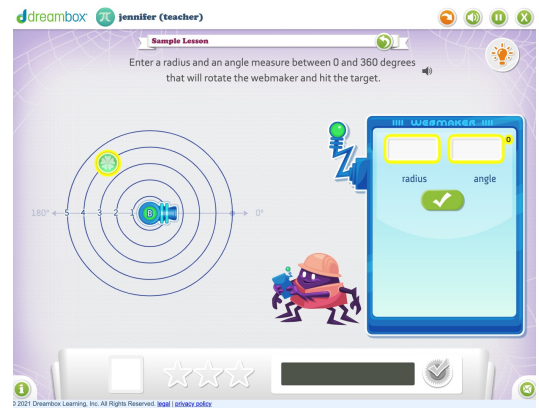 dreambox π jennifer (teacher)
Sample Lesson
Enter a radius and an angle measure between 0 and 360 degrees
that will rotate the webmaker and hit the target.
WEBMAKER
o
radius angle
180° 5 4 3 2 1 B 0°
© 2021 Dreambox Learning, Inc. All Rights Reserved. legal | privacy policy